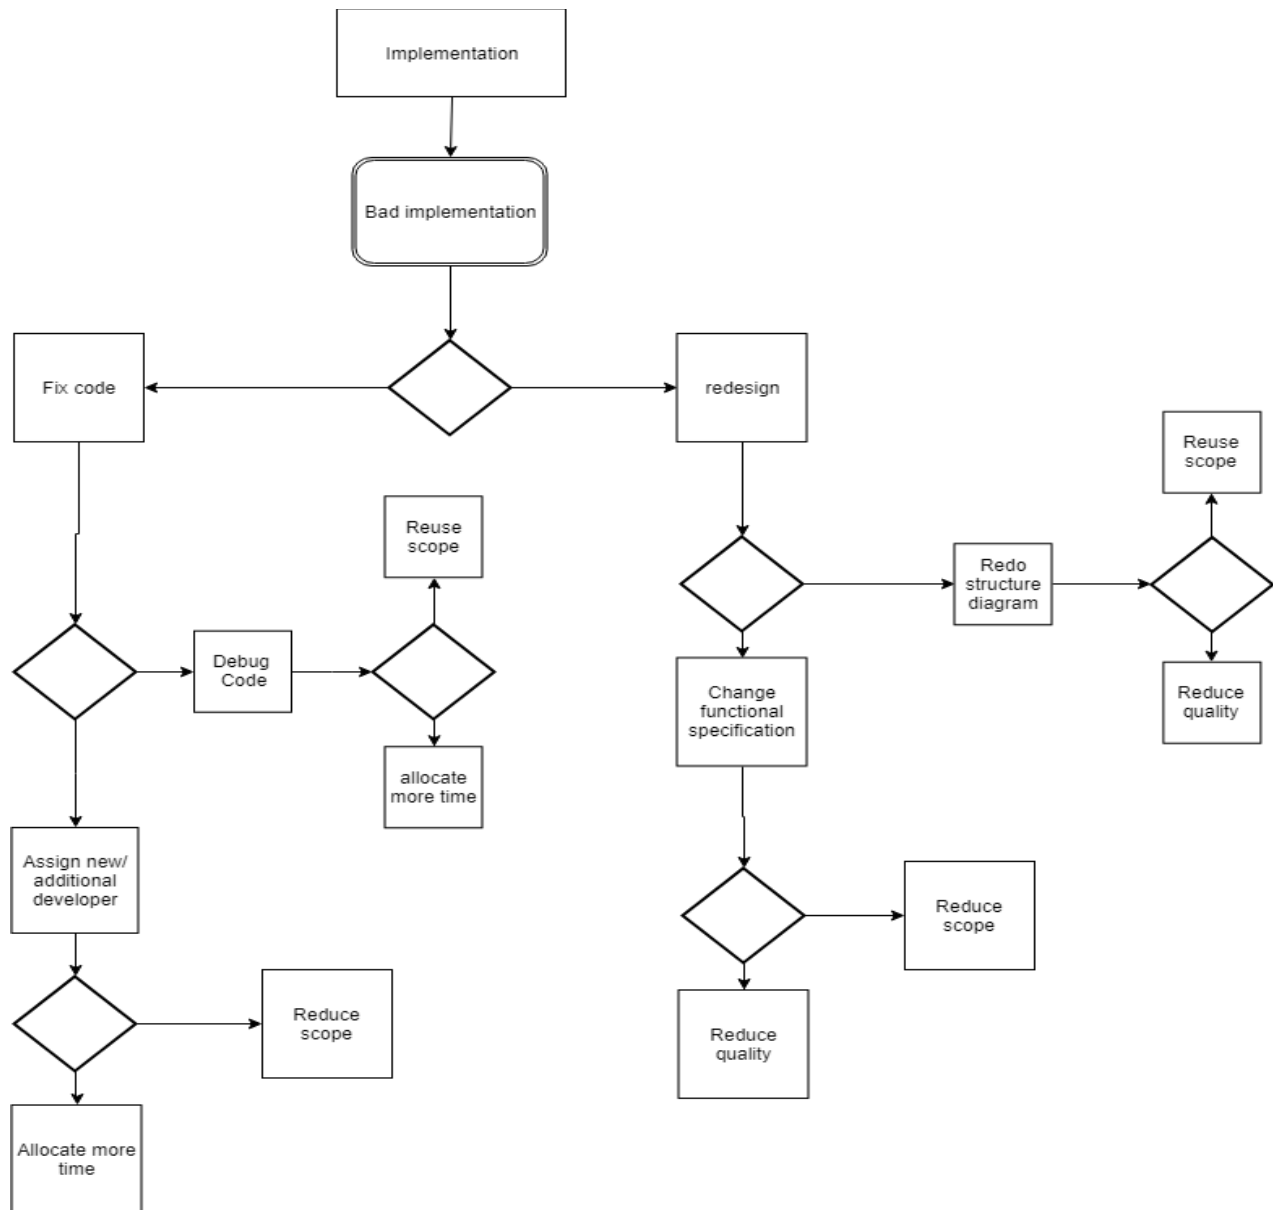 Implementation
Bad implementation
Fix code
redesign
Reuse
scope
Reuse
scope
Redo
structure
diagram
Debug
Code
Change
functional
specification
Reduce
quality
allocate
more time
Assign new/
additional
developer
Reduce
scope
Reduce
scope
Reduce
quality
Allocate more
time